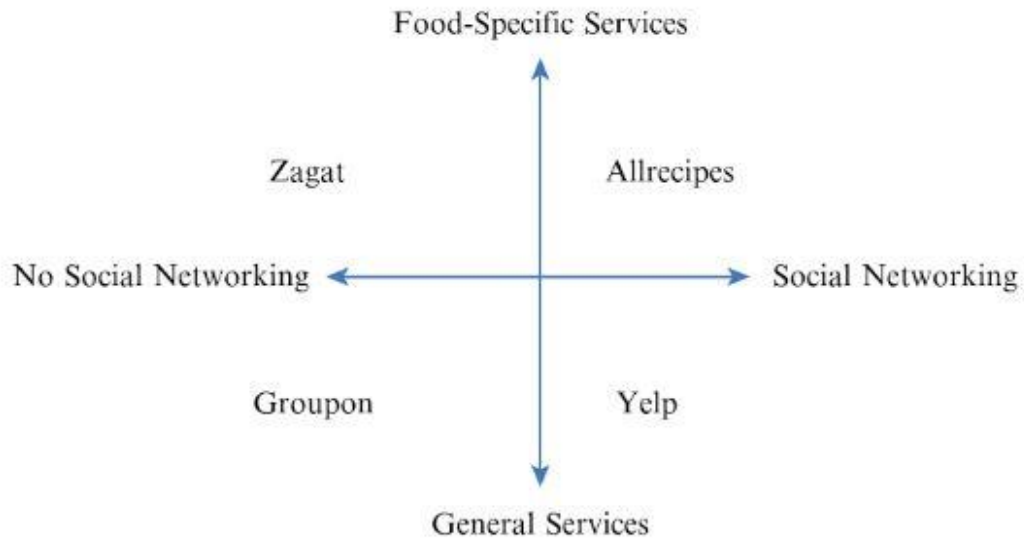 Food-Specific Services
Zagat
Allrecipes
No Social Networking
Social Networking
Groupon
Yelp
General Services